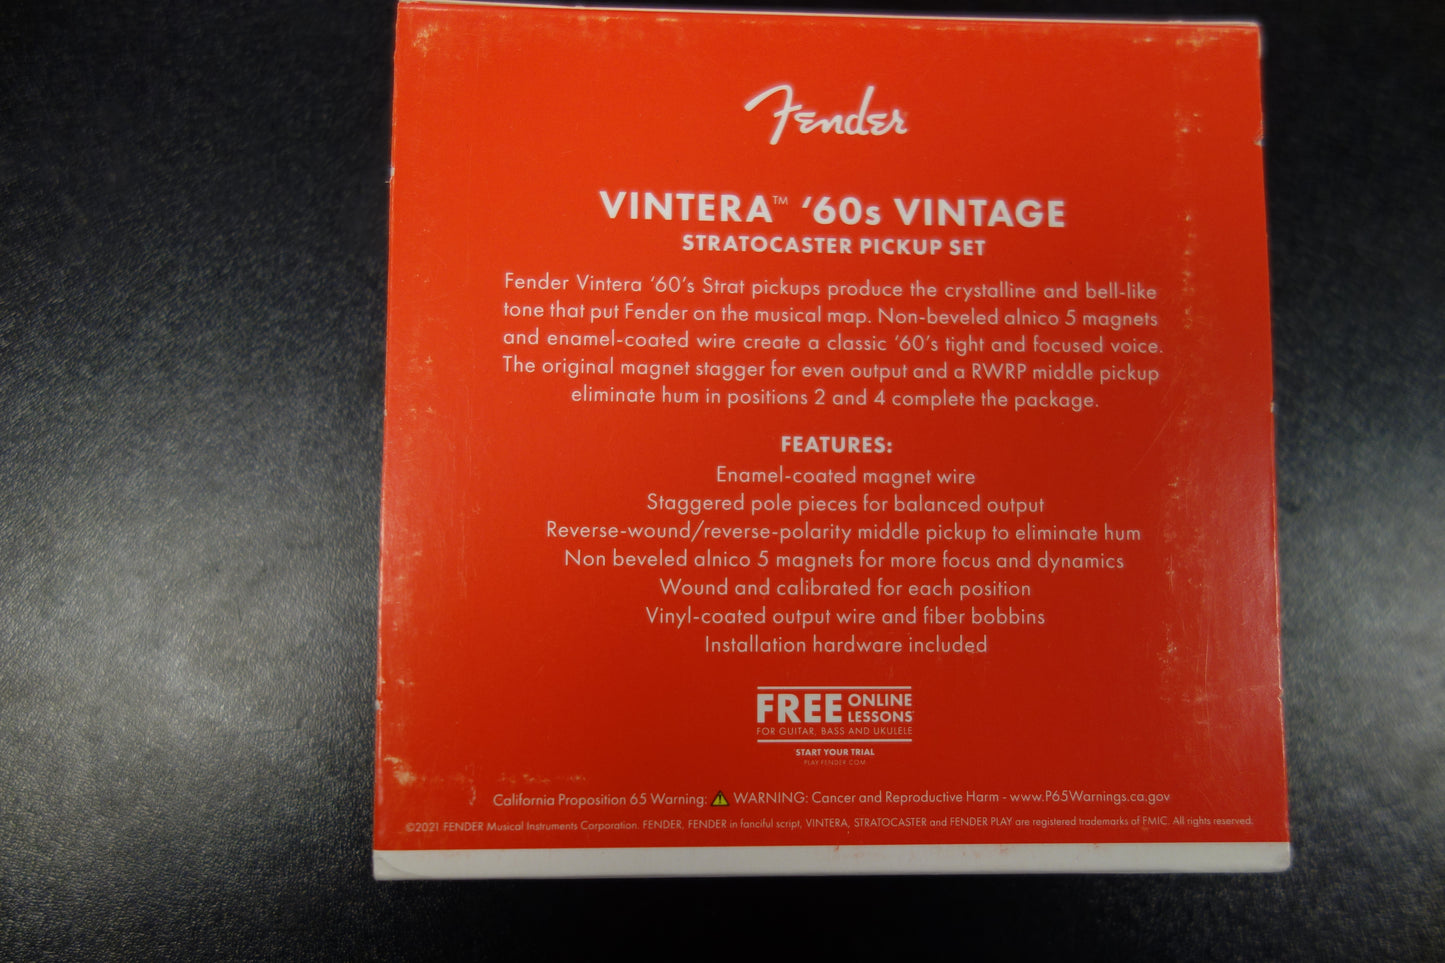 Fender
VINTERA™ ‘60s VINTAGE
STRATOCASTER PICKUP SET
Fender Vintera ‘60’s Strat pickups produce the crystalline and bell-like
tone that put Fender on the musical map. Non-beveled alnico 5 magnets
and enamel-coated wire create a classic ‘60’s tight and focused voice.
The original magnet stagger for even output and a RWRP middle pickup
eliminate hum in positions 2 and 4 complete the package.
FEATURES:
Enamel-coated magnet wire
Staggered pole pieces for balanced output
Reverse-wound/reverse-polarity middle pickup to eliminate hum
Non beveled alnico 5 magnets for more focus and dynamics
Wound and calibrated for each position
Vinyl-coated output wire and fiber bobbins
Installation hardware included
FREE ONLINE LESSONS*
FOR GUITAR, BASS AND UKULELE
*START YOUR TRIAL
PLAY.FENDER.COM
California Proposition 65 Warning: ⚠ WARNING: Cancer and Reproductive Harm - www.P65Warnings.ca.gov
©2021 FENDER Musical Instruments Corporation. FENDER, FENDER in fanciful script, VINTERA, STRATOCASTER and FENDER PLAY are registered trademarks of FMIC. All rights reserved.